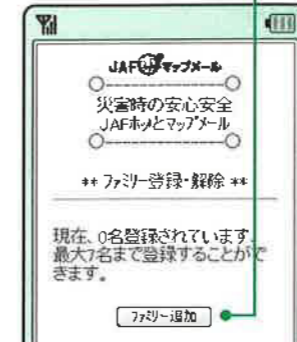 JAFホッとマップメール
災害時の安心安全
JAFホッとマップメール
** ファミリー登録・解除 **
現在、0名登録されています。
最大7名まで登録することがで
きます。
ファミリー追加